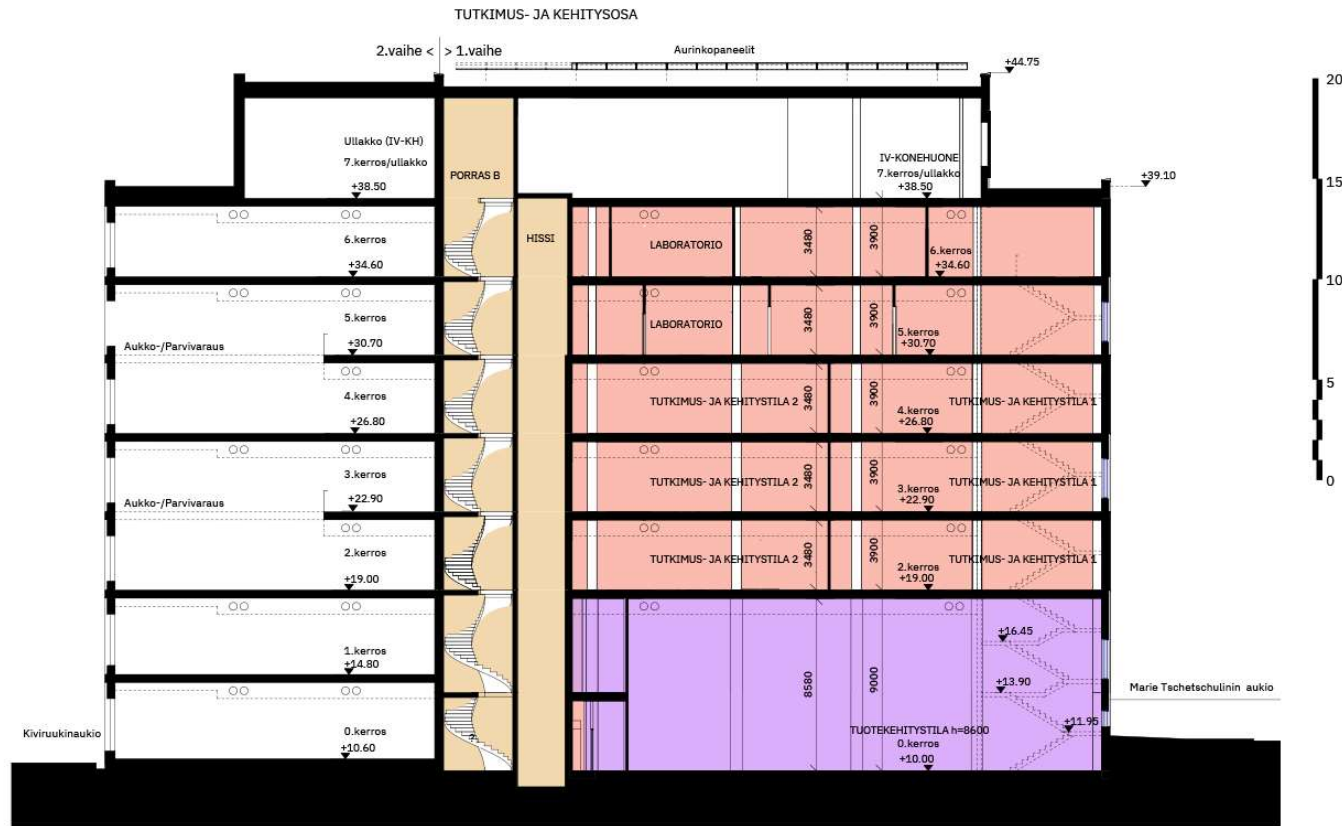 TUTKIMUS- JA KEHITYSOSA
2.vaihe < > 1.vaihe
Aurinkopaneelit
+44.75
20
Ullakko (IV-KH)
7.kerros/ullakko
+38.50
PORRAS B
IV-KONEHUONE
7.kerros/ullakko
+38.50
+39.10
15
6.kerros
+34.60
HISSI
LABORATORIO
3480
3900
6.kerros
+34.60
10
5.kerros
+30.70
Aukko-/Parvivaraus
LABORATORIO
3480
3900
5.kerros
+30.70
5
4.kerros
+26.80
TUTKIMUS- JA KEHITYSTILA 2
3480
3900
4.kerros
+26.80
TUTKIMUS- JA KEHITYSTILA 1
0
3.kerros
+22.90
Aukko-/Parvivaraus
TUTKIMUS- JA KEHITYSTILA 2
3480
3900
3.kerros
+22.90
TUTKIMUS- JA KEHITYSTILA 1
2.kerros
+19.00
TUTKIMUS- JA KEHITYSTILA 2
3480
3900
2.kerros
+19.00
TUTKIMUS- JA KEHITYSTILA 1
1.kerros
+14.80
+16.45
+13.90
8580
9000
Marie Tschetschulinin aukio
+11.95
Kiviruukinaukio
0.kerros
+10.60
?
TUOTEKEHITYSTILA h=8600
0.kerros
+10.00